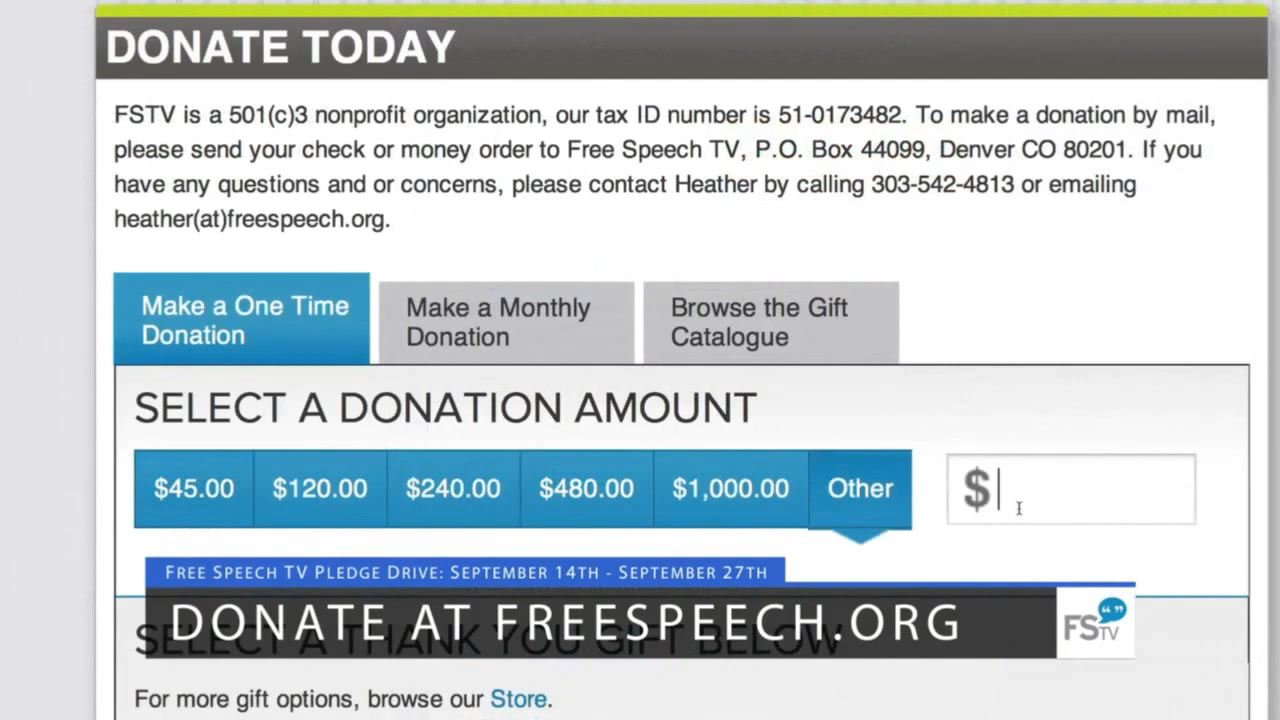 DONATE TODAY
FSTV is a 501(c)3 nonprofit organization, our tax ID number is 51-0173482. To make a donation by mail,
please send your check or money order to Free Speech TV, P.O. Box 44099, Denver CO 80201. If you
have any questions and or concerns, please contact Heather by calling 303-542-4813 or emailing
heather(at)freespeech.org.
Make a One Time
Donation
Make a Monthly
Donation
Browse the Gift
Catalogue
SELECT A DONATION AMOUNT
$45.00 $120.00 $240.00 $480.00 $1,000.00 Other $
FREE SPEECH TV PLEDGE DRIVE: SEPTEMBER 14TH - SEPTEMBER 27TH
DONATE AT FREESPEECH.ORG
FSTV
SELECT A THANK YOU GIFT BELOW
For more gift options, browse our Store.